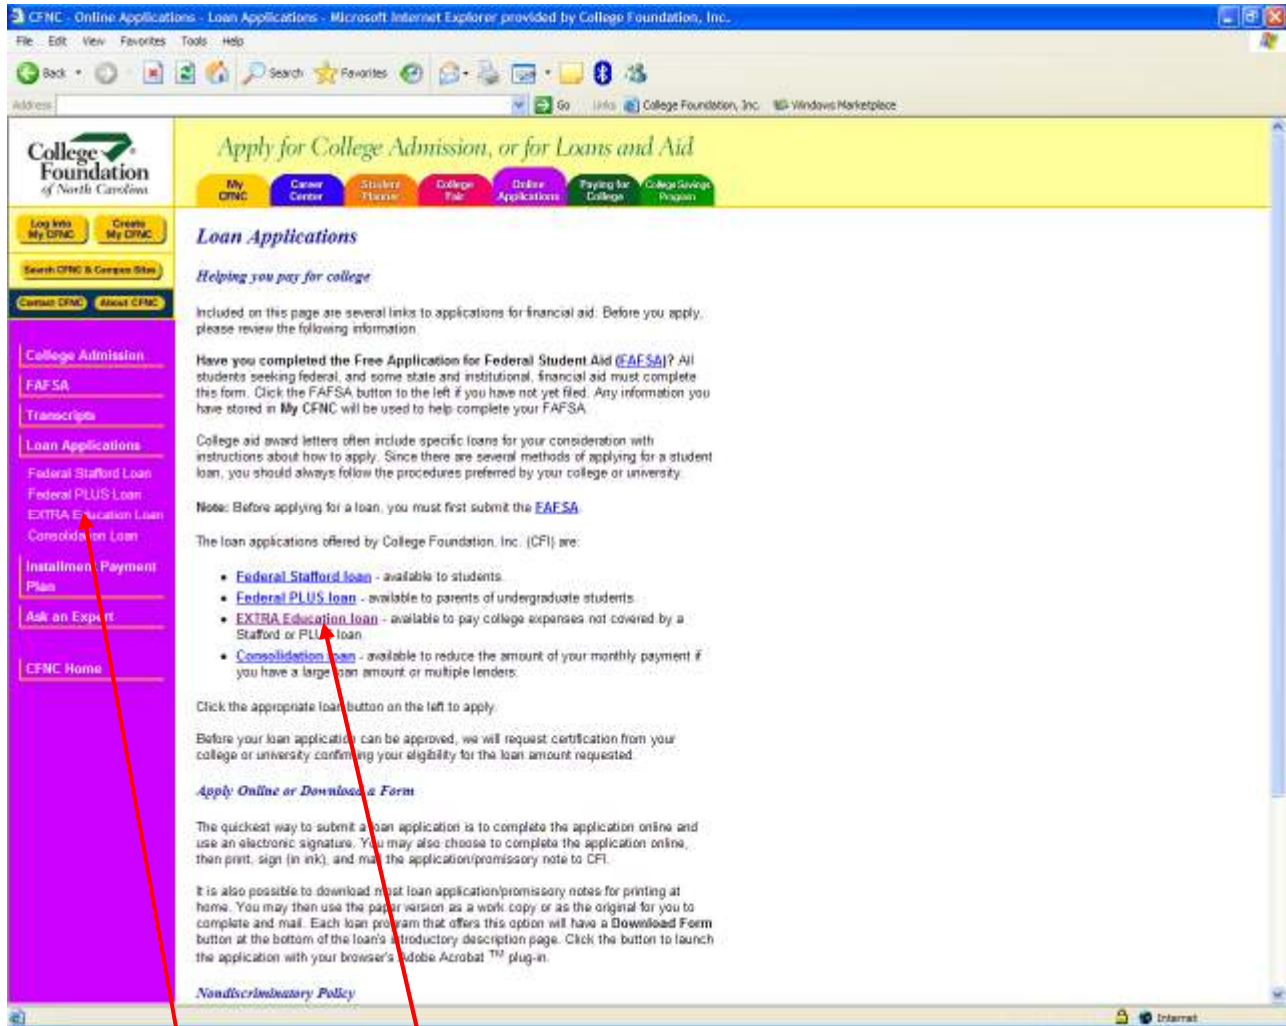 CFNC - Online Applications - Loan Applications - Microsoft Internet Explorer provided by College Foundation, Inc.
File Edit View Favorites Tools Help
Back Search Favorites
Address Go Links College Foundation, Inc. Windows Marketplace
College
Foundation
of North Carolina
Apply for College Admission, or for Loans and Aid
My
CFNC
Career
Center
Student
Planner
College
Fair
Online
Applications
Paying for
College
College Savings
Program
Log Into
My CFNC
Create
My CFNC
Search CFNC & Campus Sites
Contact CFNC
About CFNC
College Admission
FAFSA
Transcripts
Loan Applications
Federal Stafford Loan
Federal PLUS Loan
EXTRA Education Loan
Consolidation Loan
Installment Payment
Plan
Ask an Expert
CFNC Home
Loan Applications
Helping you pay for college
Included on this page are several links to applications for financial aid. Before you apply,
please review the following information.
Have you completed the Free Application for Federal Student Aid (FAFSA)? All
students seeking federal, and some state and institutional, financial aid must complete
this form. Click the FAFSA button to the left if you have not yet filed. Any information you
have stored in My CFNC will be used to help complete your FAFSA.
College aid award letters often include specific loans for your consideration with
instructions about how to apply. Since there are several methods of applying for a student
loan, you should always follow the procedures preferred by your college or university.
Note: Before applying for a loan, you must first submit the FAFSA.
The loan applications offered by College Foundation, Inc. (CFI) are:
• Federal Stafford loan - available to students.
• Federal PLUS loan - available to parents of undergraduate students.
• EXTRA Education loan - available to pay college expenses not covered by a
Stafford or PLUS loan.
• Consolidation loan - available to reduce the amount of your monthly payment if
you have a large loan amount or multiple lenders.
Click the appropriate loan button on the left to apply.
Before your loan application can be approved, we will request certification from your
college or university confirming your eligibility for the loan amount requested.
Apply Online or Download a Form
The quickest way to submit a loan application is to complete the application online and
use an electronic signature. You may also choose to complete the application online,
then print, sign (in ink), and mail the application/promissory note to CFI.
It is also possible to download most loan application/promissory notes for printing at
home. You may then use the paper version as a work copy or as the original for you to
complete and mail. Each loan program that offers this option will have a Download Form
button at the bottom of the loan's introductory description page. Click the button to launch
the application with your browser's Adobe Acrobat TM plug-in.
Nondiscriminatory Policy
Internet